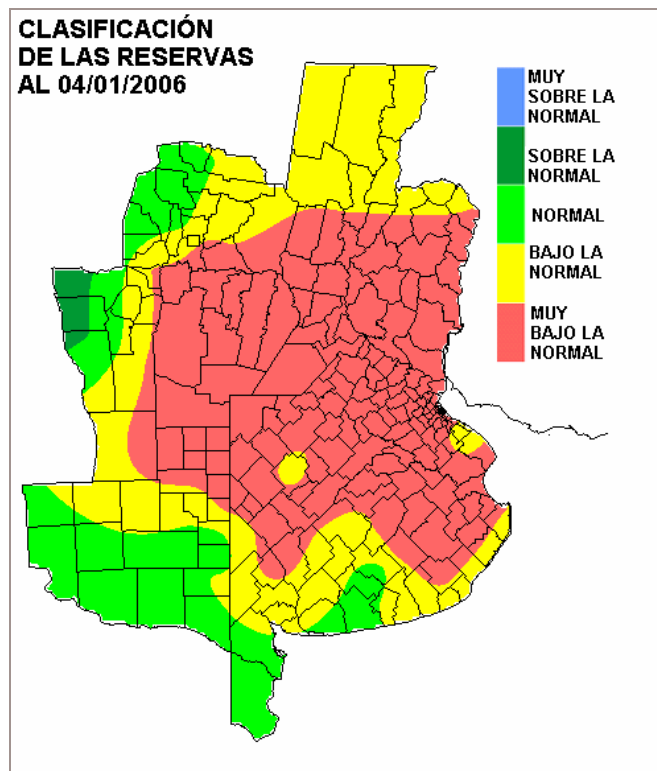 CLASIFICACIÓN
DE LAS RESERVAS
AL 04/01/2006
MUY
SOBRE LA
NORMAL
SOBRE LA
NORMAL
NORMAL
BAJO LA
NORMAL
MUY
BAJO LA
NORMAL